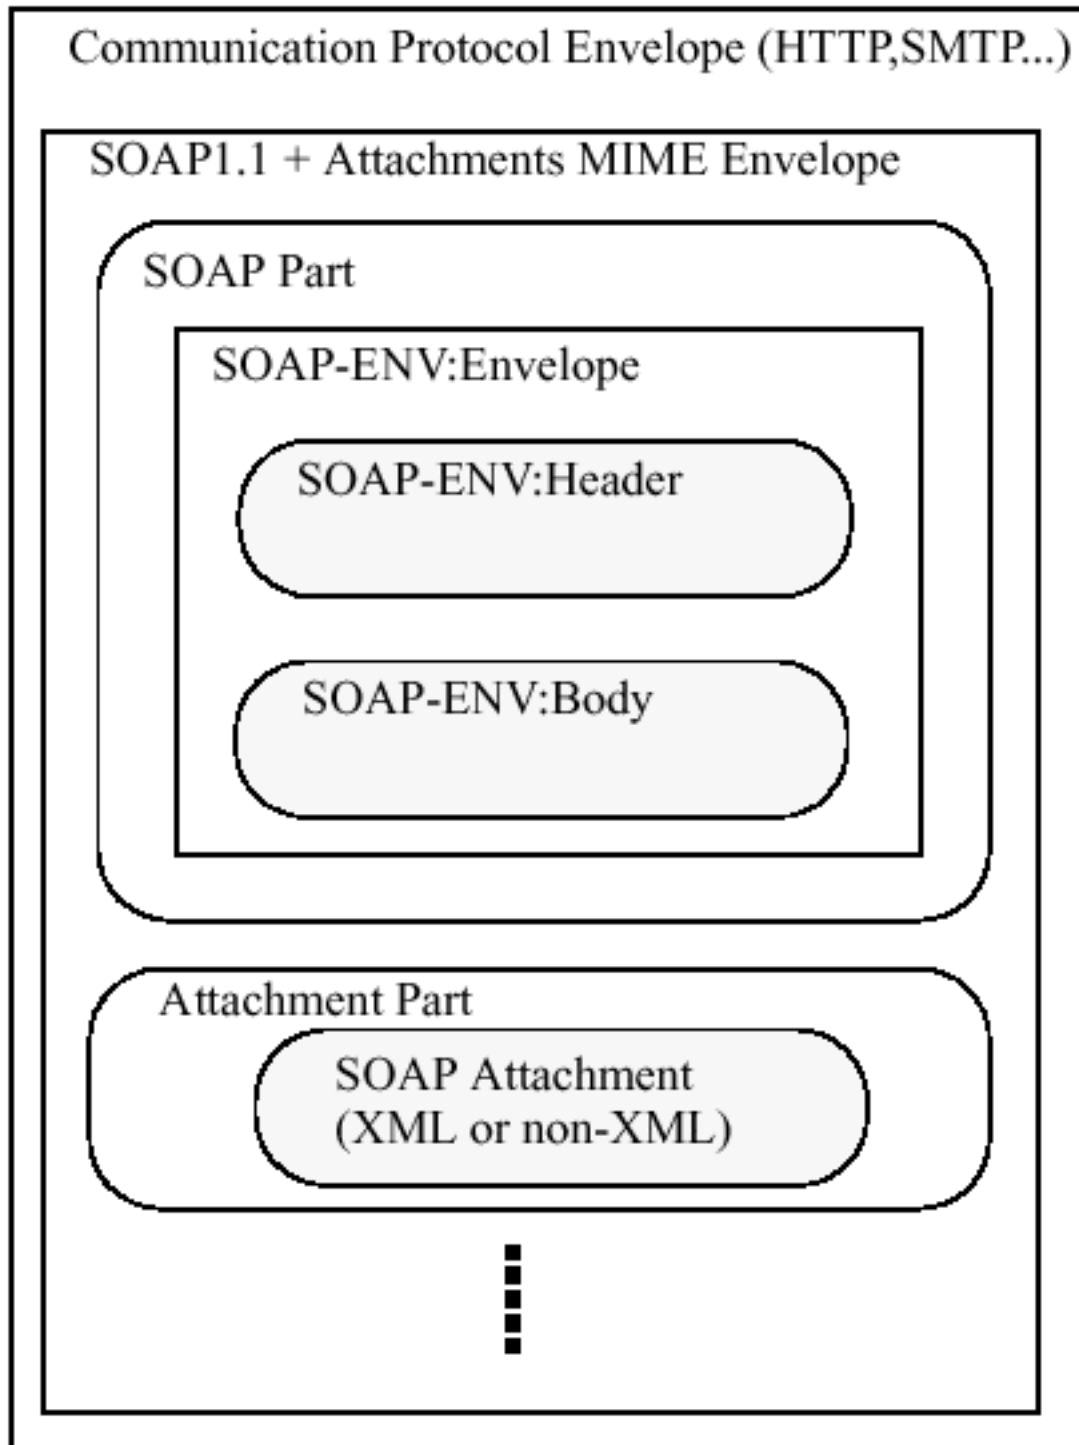 Communication Protocol Envelope (HTTP,SMTP...)
SOAP1.1 + Attachments MIME Envelope
SOAP Part
SOAP-ENV:Envelope
SOAP-ENV:Header
SOAP-ENV:Body
Attachment Part
SOAP Attachment
(XML or non-XML)